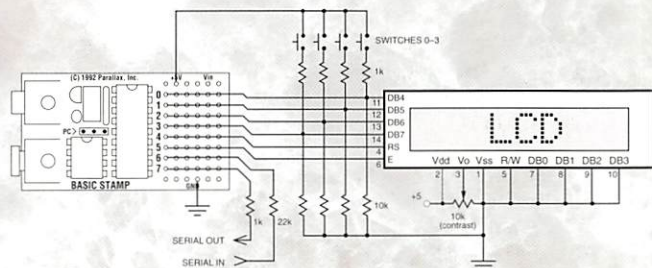 (C) 1992 Parallax, Inc.
+5V
Vin
0
1
2
3
4
5
6
7
PC>
BASIC STAMP
GND
SWITCHES 0–3
1k
1k
22k
10k
SERIAL OUT
SERIAL IN
11
12
13
14
4
6
DB4
DB5
DB6
DB7
RS
E
LCD
Vdd Vo Vss R/W DB0 DB1 DB2 DB3
2 3 1 5 7 8 9 10
+5
10k
(contrast)